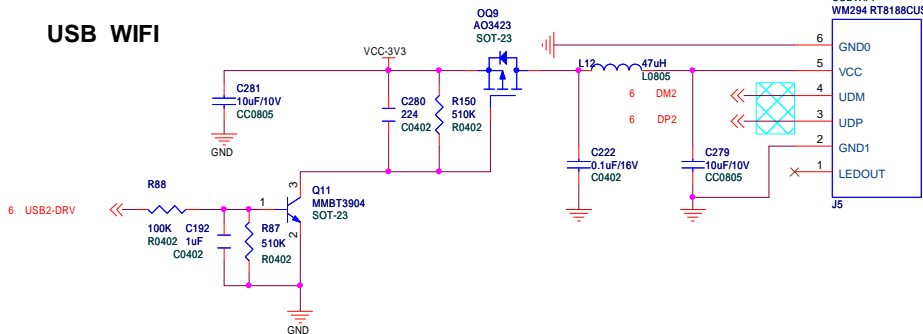 USB WIFI
OQ9
AO3423
SOT-23
WM294 RT8188CUS
VCC-3V3
C281
10uF/10V
CC0805
GND
C280
224
C0402
R150
510K
R0402
L12
47uH
L0805
6 DM2
6 DP2
C222
0.1uF/16V
C0402
C279
10uF/10V
CC0805
6 GND0
5 VCC
4 UDM
3 UDP
2 GND1
1 LEDOUT
J5
R88
100K
R0402
6 USB2-DRV
C192
1uF
C0402
R87
510K
R0402
3
1
2
Q11
MMBT3904
SOT-23
GND